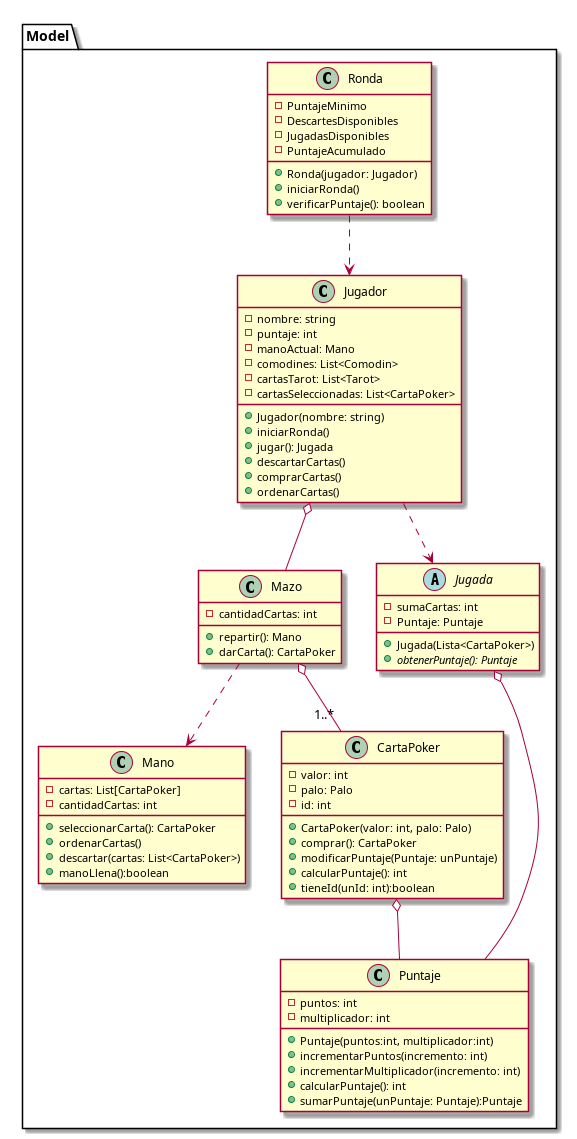 Model
C Ronda
PuntajeMinimo
DescartesDisponibles
JugadasDisponibles
PuntajeAcumulado
Ronda(jugador: Jugador)
iniciarRonda()
verificarPuntaje(): boolean
C Jugador
nombre: string
puntaje: int
manoActual: Mano
comodines: List<Comodin>
cartasTarot: List<Tarot>
cartasSeleccionadas: List<CartaPoker>
Jugador(nombre: string)
iniciarRonda()
jugar(): Jugada
descartarCartas()
comprarCartas()
ordenarCartas()
C Mazo
cantidadCartas: int
repartir(): Mano
darCarta(): CartaPoker
A Jugada
sumaCartas: int
Puntaje: Puntaje
Jugada(Lista<CartaPoker>)
obtenerPuntaje(): Puntaje
1..*
C Mano
cartas: List[CartaPoker]
cantidadCartas: int
seleccionarCarta(): CartaPoker
ordenarCartas()
descartar(cartas: List<CartaPoker>)
manoLlena():boolean
C CartaPoker
valor: int
palo: Palo
id: int
CartaPoker(valor: int, palo: Palo)
comprar(): CartaPoker
modificarPuntaje(Puntaje: unPuntaje)
calcularPuntaje(): int
tieneId(unId: int):boolean
C Puntaje
puntos: int
multiplicador: int
Puntaje(puntos:int, multiplicador:int)
incrementarPuntos(incremento: int)
incrementarMultiplicador(incremento: int)
calcularPuntaje(): int
sumarPuntaje(unPuntaje: Puntaje):Puntaje